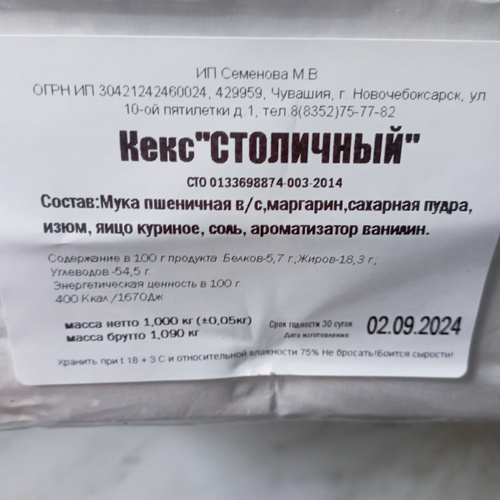 ИП Семенова М.В
ОГРН ИП 30421242460024, 429959, Чувашия, г. Новочебоксарск, ул
10-ой пятилетки д.1, тел.8(8352)75-77-82
Кекс"СТОЛИЧНЫЙ"
СТО 0133698874-003-2014
Состав:Мука пшеничная в/с,маргарин,сахарная пудра,
изюм, яицо куриное, соль, ароматизатор ванилин.
Содержание в 100 г продукта. Белков-5,7 г.,Жиров-18,3 г.,
Углеводов -54,5 г.
Энергетическая ценность в 100 г.
400 Ккал./1670Дж
масса нетто 1,000 кг (±0,05кг)
масса брутто 1,090 кг
Срок годности 30 суток
Дата изготовления
02.09.2024
Хранить при t 18 + 3 С и относительной влажности 75% Не бросать!Боится сырости!